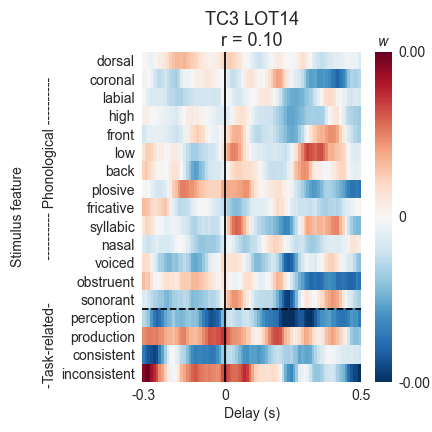 TC3 LOT14
r = 0.10
w
dorsal
coronal
labial
high
front
low
back
plosive
fricative
syllabic
nasal
voiced
obstruent
sonorant
perception
production
consistent
inconsistent
Stimulus feature
---------- Phonological ----------
-Task-related-
-0.3
0
0.5
Delay (s)
0.00
0
-0.00